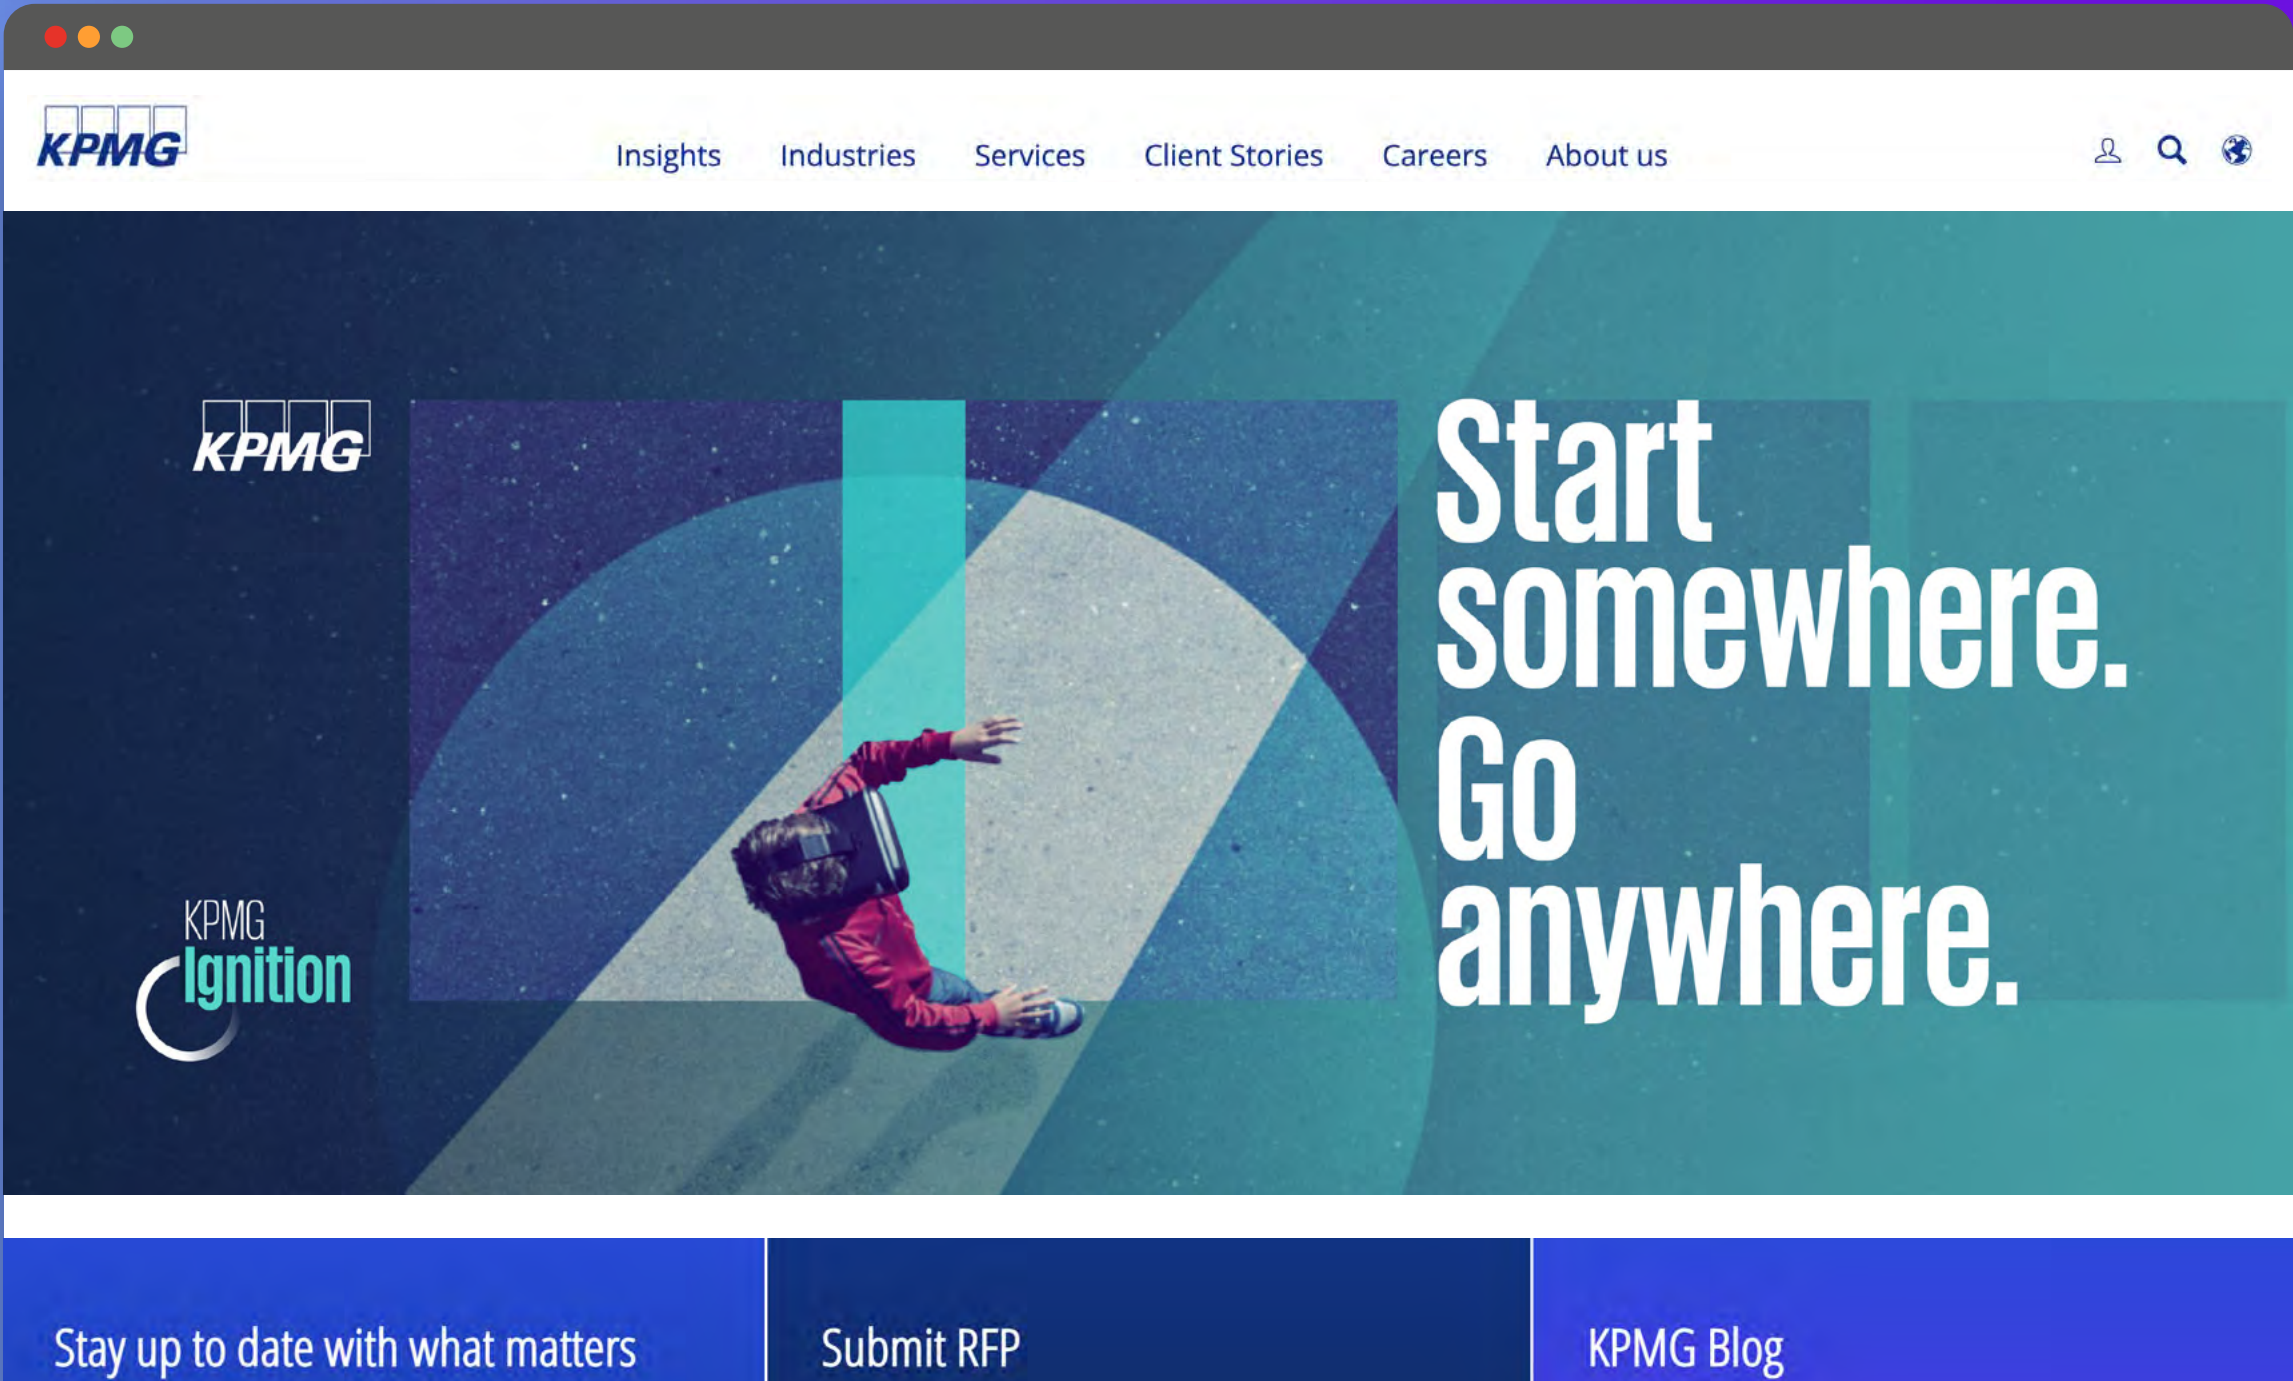 KPMG
Insights Industries Services Client Stories Careers About us
KPMG
Start
somewhere.
Go
anywhere.
KPMG
Ignition
Stay up to date with what matters
Submit RFP
KPMG Blog